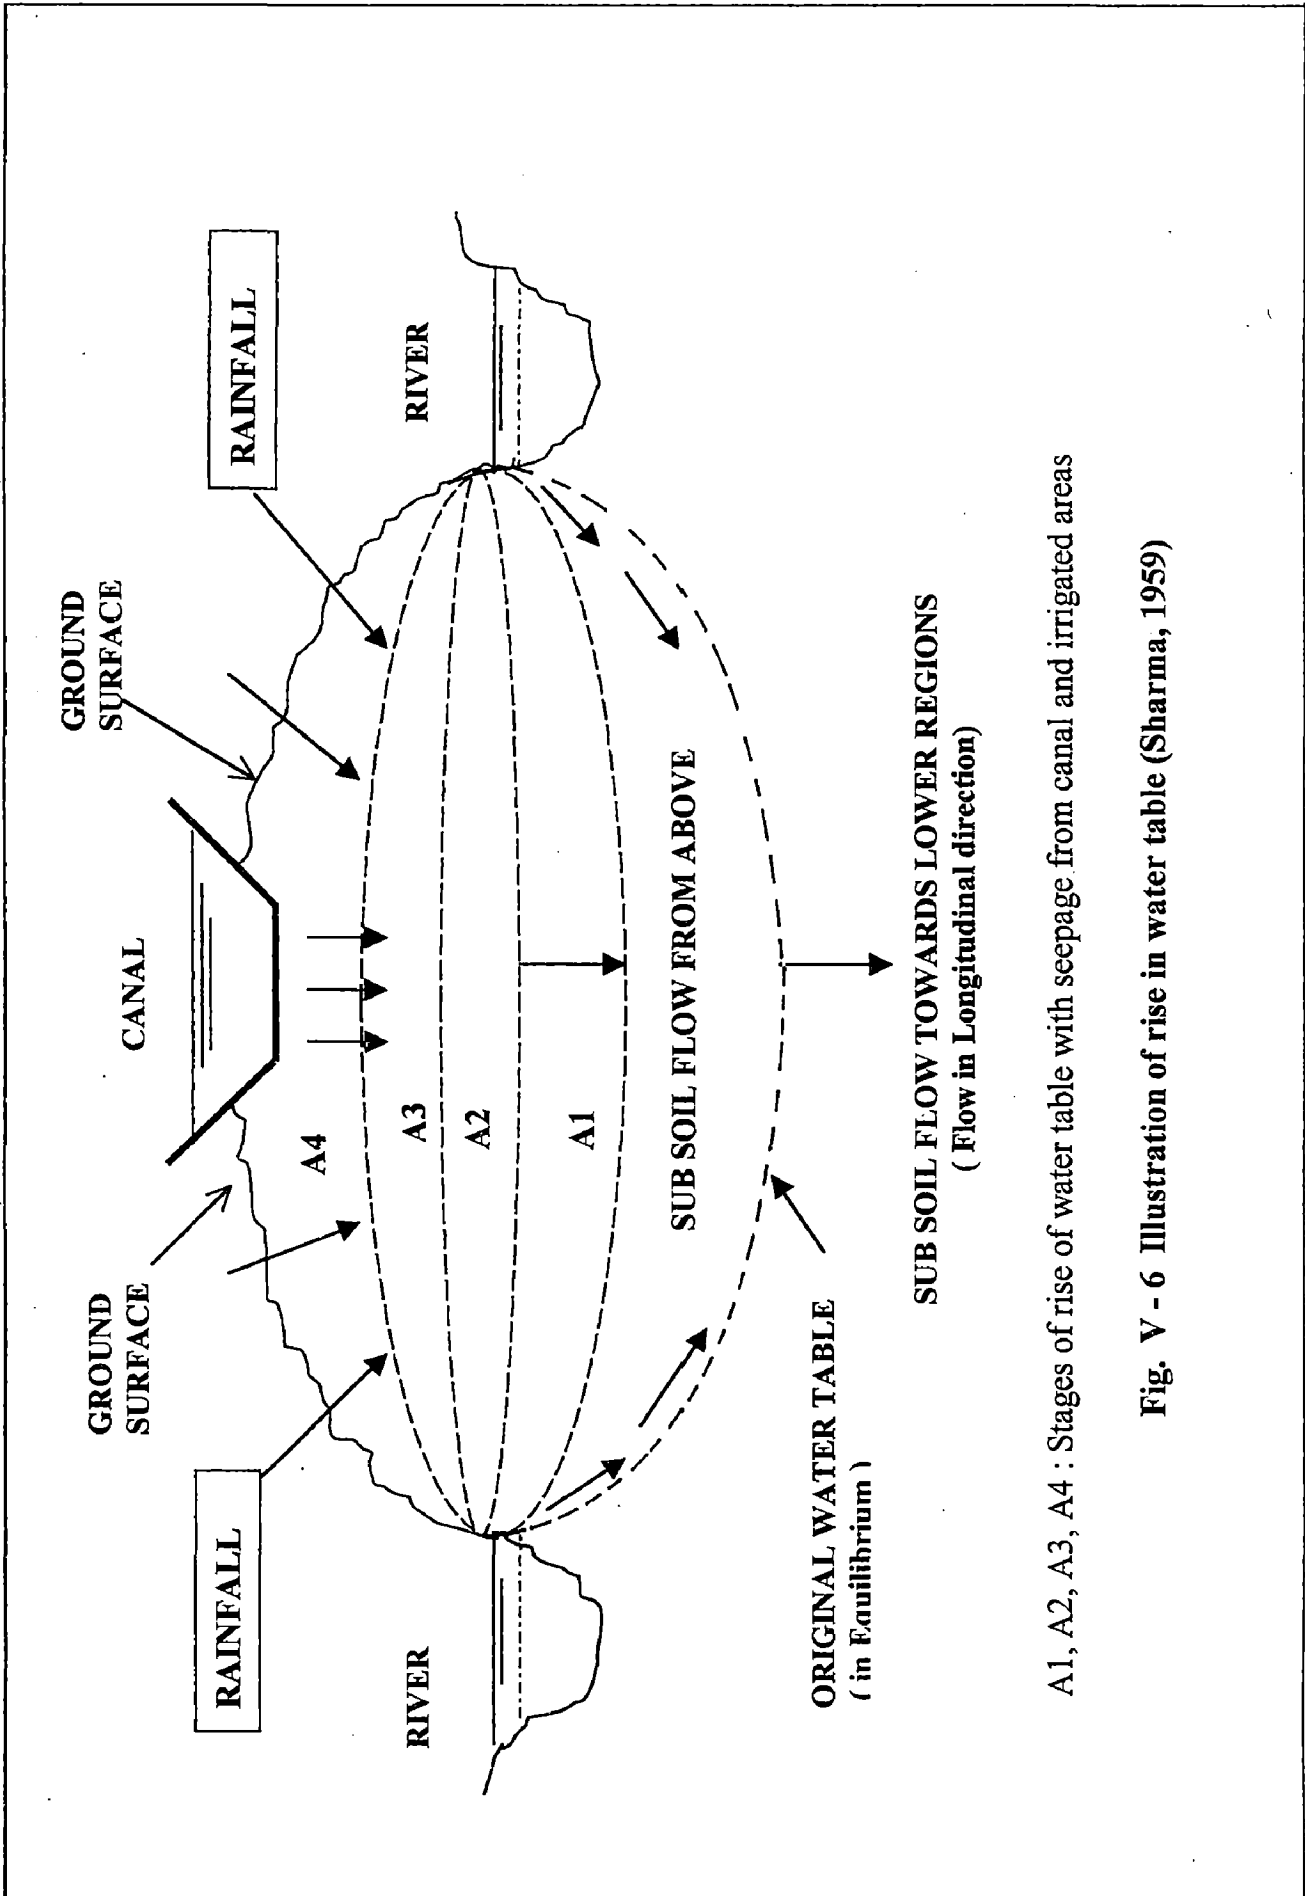 CANAL
GROUND
SURFACE
GROUND
SURFACE
RAINFALL
RAINFALL
RIVER
RIVER
A4
A3
A2
A1
SUB SOIL FLOW FROM ABOVE
ORIGINAL WATER TABLE
( in Equilibrium )
SUB SOIL FLOW TOWARDS LOWER REGIONS
( Flow in Longitudinal direction)
A1, A2, A3, A4 : Stages of rise of water table with seepage from canal and irrigated areas
Fig. V - 6 Illustration of rise in water table (Sharma, 1959)